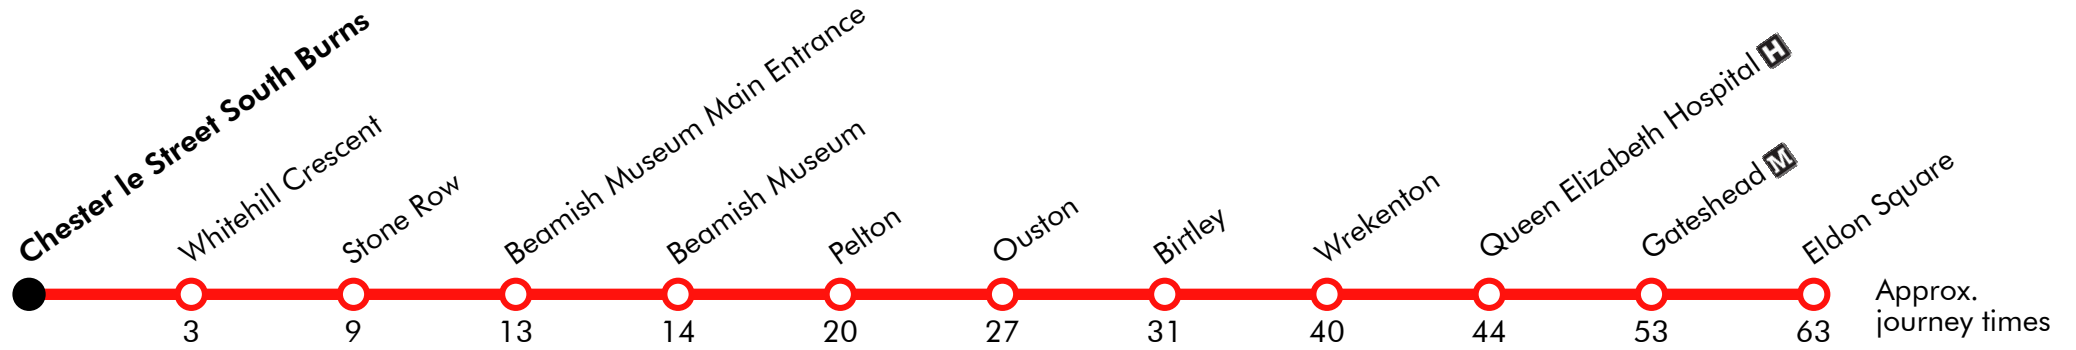 Chester le Street South Burns
Whitehill Crescent
Stone Row
Beamish Museum Main Entrance
Beamish Museum
Pelton
Ouston
Birtley
Wrekenton
Queen Elizabeth Hospital H
Gateshead M
Eldon Square
3
9
13
14
20
27
31
40
44
53
63
Approx.
journey times